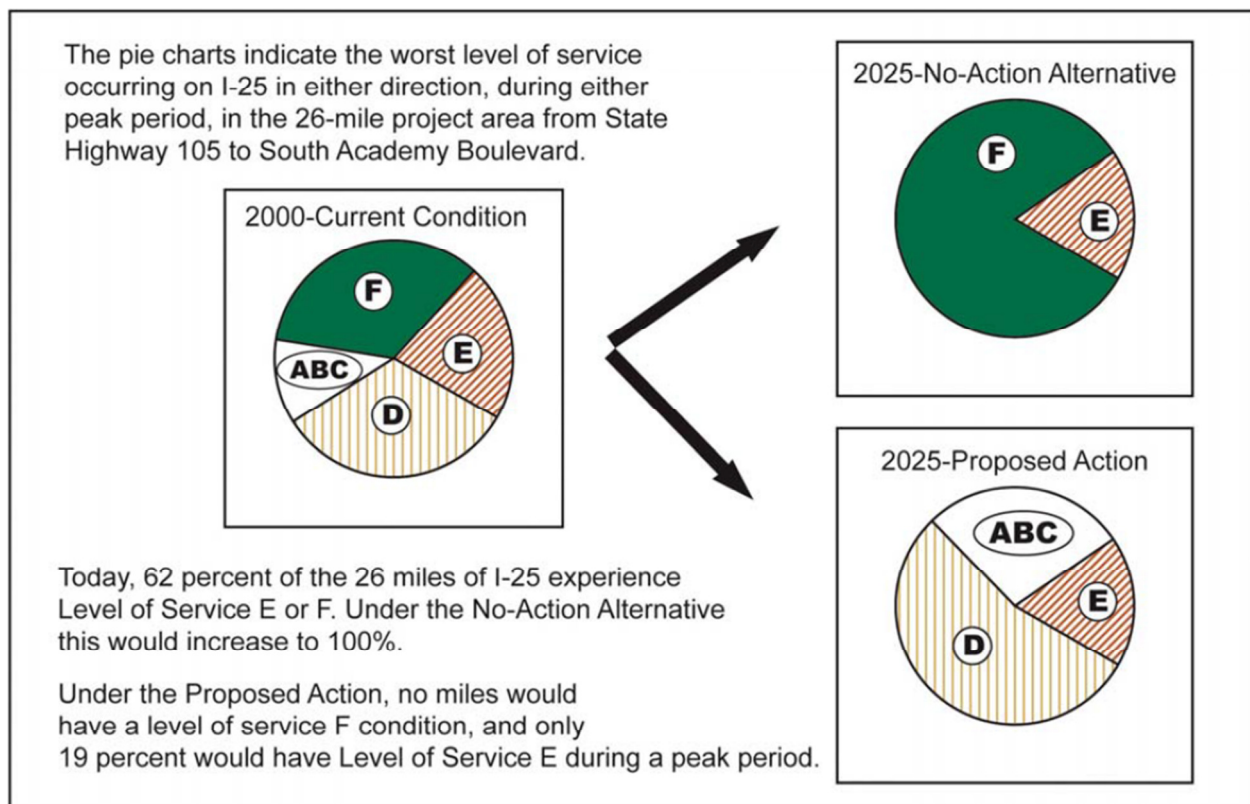 The pie charts indicate the worst level of service
occurring on I-25 in either direction, during either
peak period, in the 26-mile project area from State
Highway 105 to South Academy Boulevard.
2000-Current Condition
F
E
ABC
D
2025-No-Action Alternative
F
E
2025-Proposed Action
ABC
E
D
Today, 62 percent of the 26 miles of I-25 experience
Level of Service E or F. Under the No-Action Alternative
this would increase to 100%.
Under the Proposed Action, no miles would
have a level of service F condition, and only
19 percent would have Level of Service E during a peak period.